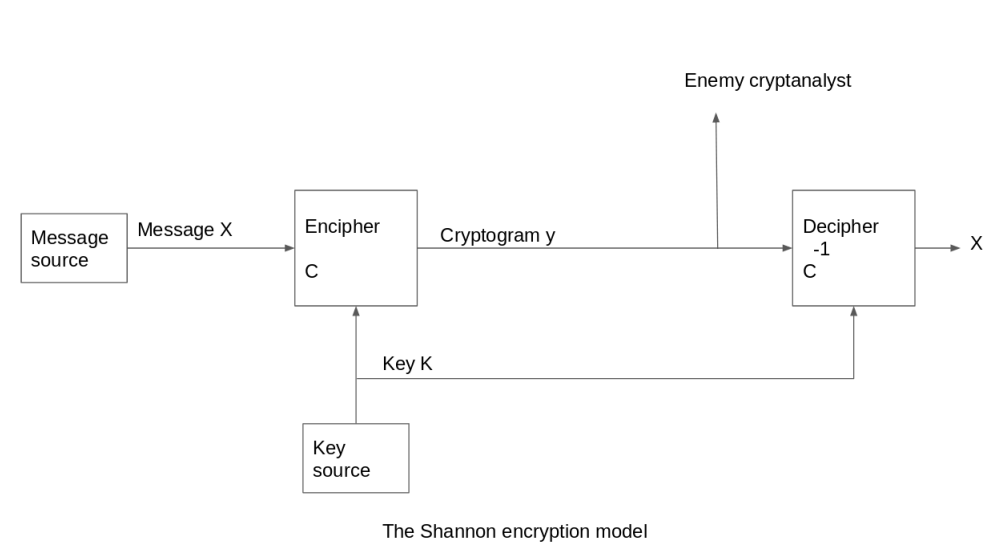 Enemy cryptanalyst
Message
source
Message X
Encipher
C
Cryptogram y
Decipher
-1
C
X
Key K
Key
source
The Shannon encryption model